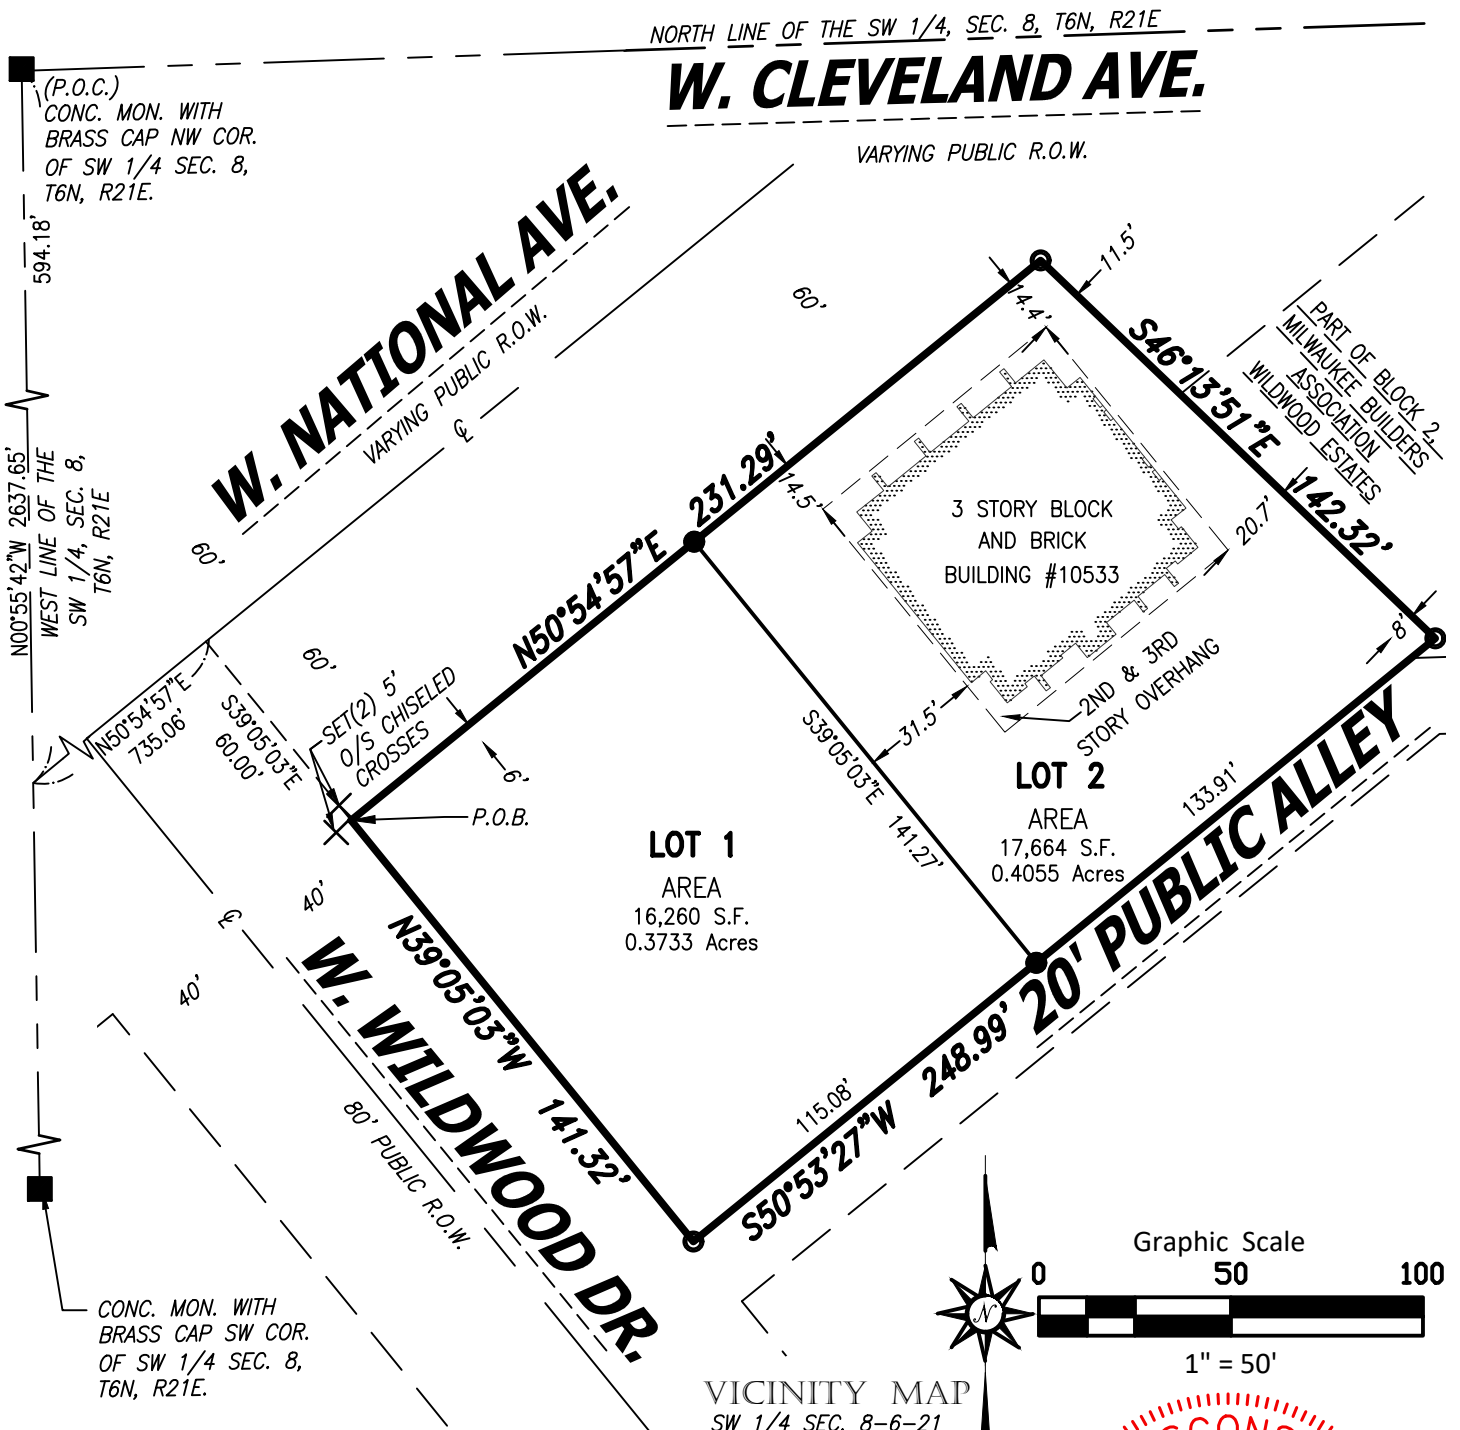 NORTH LINE OF THE SW 1/4, SEC. 8, T6N, R21E
W. CLEVELAND AVE.
VARYING PUBLIC R.O.W.
(P.O.C.)
CONC. MON. WITH
BRASS CAP NW COR.
OF SW 1/4 SEC. 8,
T6N, R21E.
594.18'
N00°55'42"W 2637.65'
WEST LINE OF THE
SW 1/4, SEC. 8,
T6N, R21E
W. NATIONAL AVE.
VARYING PUBLIC R.O.W.
℄
60'
60'
60'
11.5'
14.4'
S46°13'51"E 142.32'
PART OF BLOCK 2,
MILWAUKEE BUILDERS
ASSOCIATION
WILDWOOD ESTATES
N50°54'57"E 231.29'
14.5'
3 STORY BLOCK
AND BRICK
BUILDING #10533
20.7'
8'
2ND & 3RD
STORY OVERHANG
31.5'
S39°05'03"E 141.27'
N50°54'57"E
735.06'
S39°05'03"E
60.00'
SET(2) 5'
O/S CHISELED
CROSSES
6'
P.O.B.
LOT 1
AREA
16,260 S.F.
0.3733 Acres
LOT 2
AREA
17,664 S.F.
0.4055 Acres
133.91'
20' PUBLIC ALLEY
℄
40'
40'
N39°05'03"W 141.32'
W. WILDWOOD DR.
80' PUBLIC R.O.W.
115.08'
S50°53'27"W 248.99'
CONC. MON. WITH
BRASS CAP SW COR.
OF SW 1/4 SEC. 8,
T6N, R21E.
N
Graphic Scale
0 50 100
1" = 50'
VICINITY MAP
SW 1/4 SEC. 8-6-21